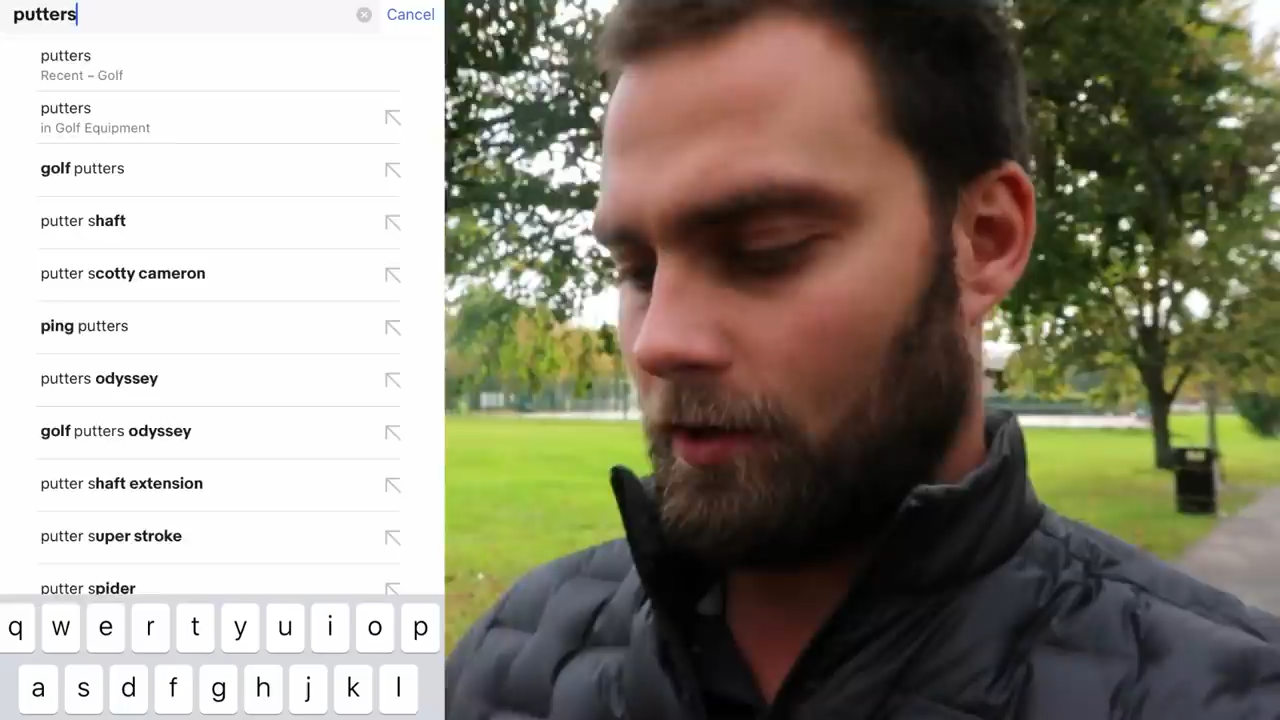 putters
Cancel
putters
Recent – Golf
putters
in Golf Equipment
golf putters
putter shaft
putter scotty cameron
ping putters
putters odyssey
golf putters odyssey
putter shaft extension
putter super stroke
putter spider
q w e r t y u i o p
a s d f g h j k l